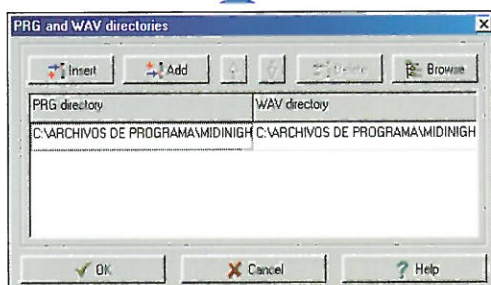 PRG and WAV directories
Insert Add Delete Browse
PRG directory WAV directory
C:\ARCHIVOS DE PROGRAMA\MIDINIGH C:\ARCHIVOS DE PROGRAMA\MIDINIGH
OK Cancel Help